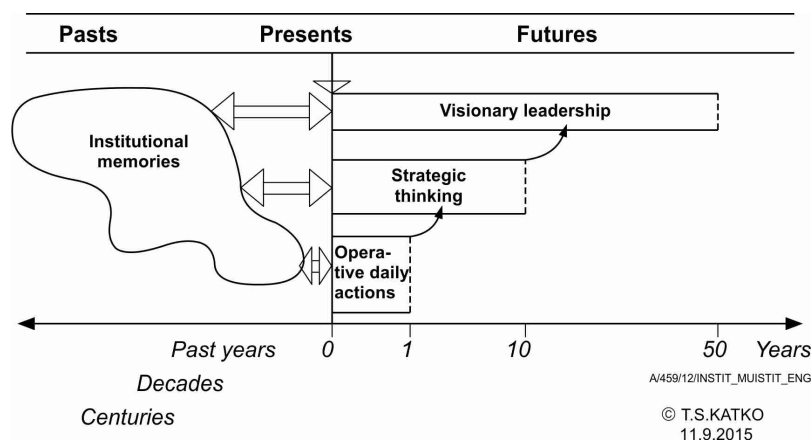 Pasts Presents Futures
Institutional
memories
Visionary leadership
Strategic
thinking
Opera-
tive daily
actions
Past years 0 1 10 50 Years
Decades
Centuries
A/459/12/INSTIT_MUISTIT_ENG
© T.S.KATKO
11.9.2015